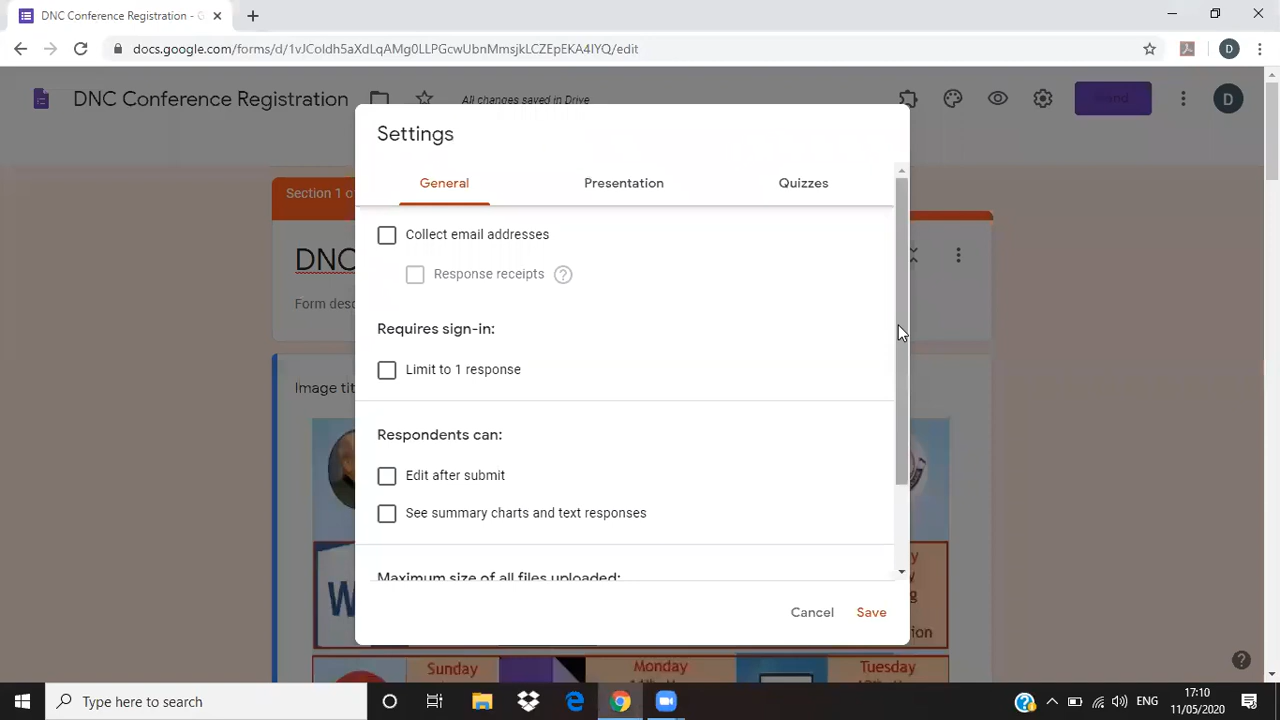 DNC Conference Registration - G
docs.google.com/forms/d/1vJColdh5aXdLqAMg0LLPGcwUbnMmsjkLCZEpEKA4IYQ/edit
D
DNC Conference Registration
All changes saved in Drive
Send
D
Settings
General
Presentation
Quizzes
Section 1 o
DNC
Form desc
Image tit
Collect email addresses
Response receipts
Requires sign-in:
Limit to 1 response
Respondents can:
Edit after submit
See summary charts and text responses
Maximum size of all files uploaded:
Cancel
Save
Sunday
Monday
Tuesday
Type here to search
ENG
17:10
11/05/2020